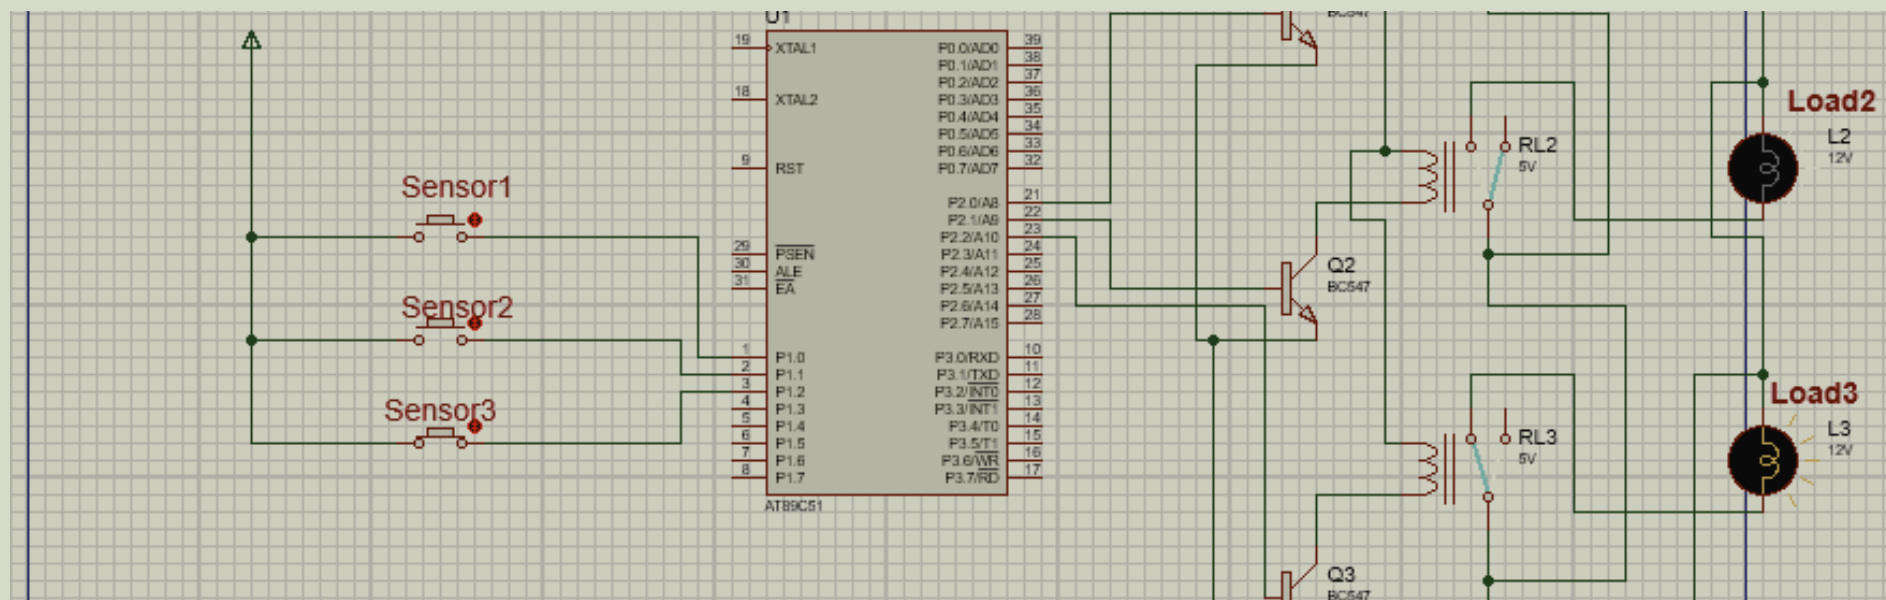 U1
BC547
19
XTAL1
18
XTAL2
9
RST
29
PSEN
30
ALE
31
EA
1
P1.0
2
P1.1
3
P1.2
4
P1.3
5
P1.4
6
P1.5
7
P1.6
8
P1.7
P0.0/AD0
39
P0.1/AD1
38
P0.2/AD2
37
P0.3/AD3
36
P0.4/AD4
35
P0.5/AD5
34
P0.6/AD6
33
P0.7/AD7
32
P2.0/A8
21
P2.1/A9
22
P2.2/A10
23
P2.3/A11
24
P2.4/A12
25
P2.5/A13
26
P2.6/A14
27
P2.7/A15
28
P3.0/RXD
10
P3.1/TXD
11
P3.2/INT0
12
P3.3/INT1
13
P3.4/T0
14
P3.5/T1
15
P3.6/WR
16
P3.7/RD
17
AT89C51
Sensor1
Sensor2
Sensor3
RL2
5V
Q2
BC547
RL3
5V
Q3
BC547
Load2
L2
12V
Load3
L3
12V